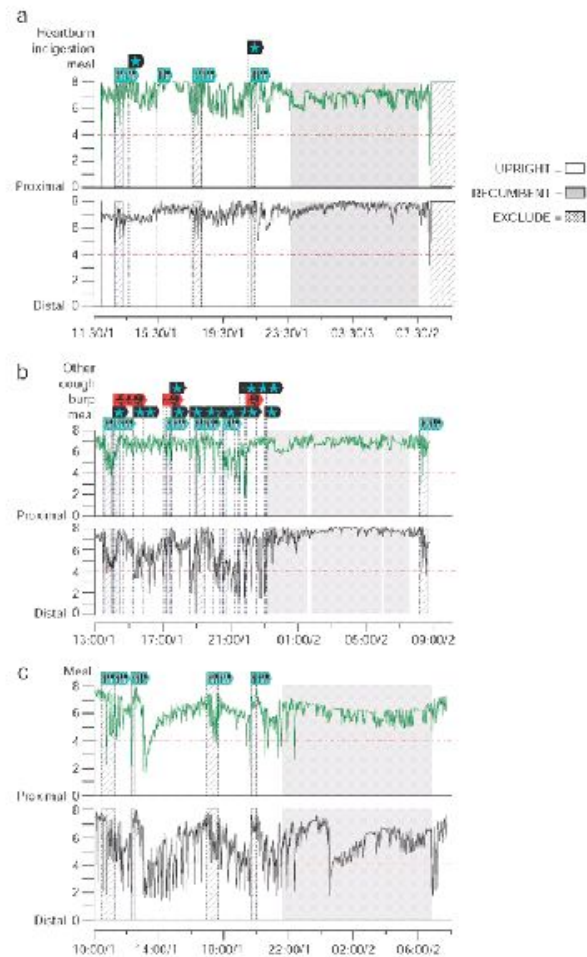 a
Heartburn
indigestion
meal
8
6
4
2
Proximal 0
8
6
4
2
Distal 0
11:30/1 15:30/1 19:30/1 23:30/1 03:30/2 07:30/2
UPRIGHT =
RECUMBENT =
EXCLUDE =
b
Other
cough
burp
meal
8
6
4
2
Proximal 0
8
6
4
2
Distal 0
13:00/1 17:00/1 21:00/1 01:00/2 05:00/2 09:00/2
c
Meal
8
6
4
2
Proximal 0
8
6
4
2
Distal 0
10:00/1 14:00/1 18:00/1 22:00/1 02:00/2 06:00/2